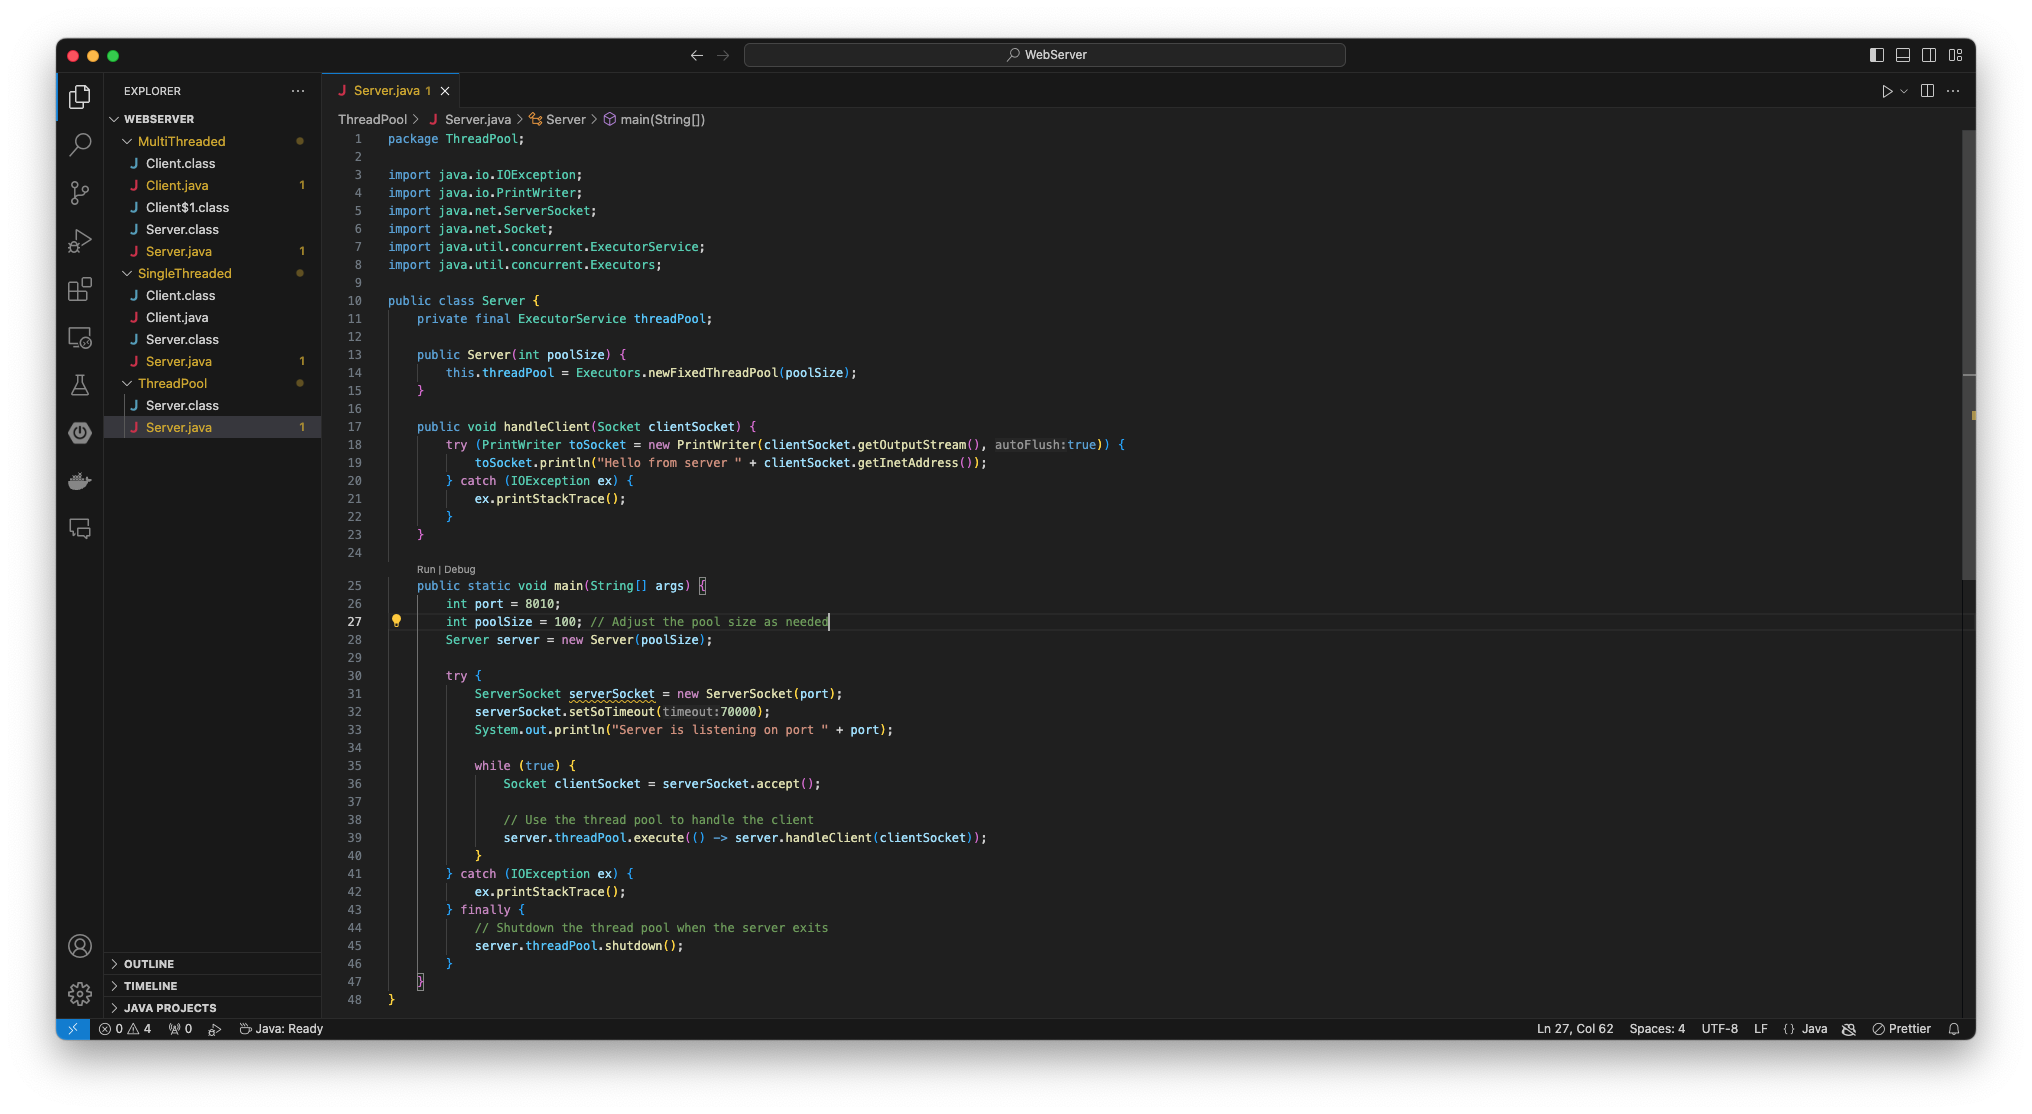 WebServer
EXPLORER
WEBSERVER
MultiThreaded
J Client.class
J Client.java 1
J Client$1.class
J Server.class
J Server.java 1
SingleThreaded
J Client.class
J Client.java
J Server.class
J Server.java 1
ThreadPool
J Server.class
J Server.java 1
OUTLINE
TIMELINE
JAVA PROJECTS
J Server.java 1
ThreadPool > J Server.java > Server > main(String[])
1 package ThreadPool;
2
3 import java.io.IOException;
4 import java.io.PrintWriter;
5 import java.net.ServerSocket;
6 import java.net.Socket;
7 import java.util.concurrent.ExecutorService;
8 import java.util.concurrent.Executors;
9
10 public class Server {
11 private final ExecutorService threadPool;
12
13 public Server(int poolSize) {
14 this.threadPool = Executors.newFixedThreadPool(poolSize);
15 }
16
17 public void handleClient(Socket clientSocket) {
18 try (PrintWriter toSocket = new PrintWriter(clientSocket.getOutputStream(), autoFlush:true)) {
19 toSocket.println("Hello from server " + clientSocket.getInetAddress());
20 } catch (IOException ex) {
21 ex.printStackTrace();
22 }
23 }
24
Run | Debug
25 public static void main(String[] args) {
26 int port = 8010;
27 int poolSize = 100; // Adjust the pool size as needed
28 Server server = new Server(poolSize);
29
30 try {
31 ServerSocket serverSocket = new ServerSocket(port);
32 serverSocket.setSoTimeout(timeout:70000);
33 System.out.println("Server is listening on port " + port);
34
35 while (true) {
36 Socket clientSocket = serverSocket.accept();
37
38 // Use the thread pool to handle the client
39 server.threadPool.execute(() -> server.handleClient(clientSocket));
40 }
41 } catch (IOException ex) {
42 ex.printStackTrace();
43 } finally {
44 // Shutdown the thread pool when the server exits
45 server.threadPool.shutdown();
46 }
47 }
48 }
0 4 0 Java: Ready Ln 27, Col 62 Spaces: 4 UTF-8 LF {} Java Prettier